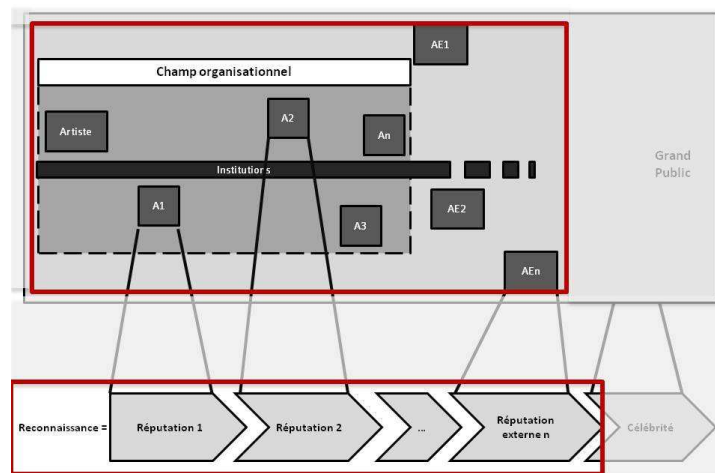 AE1
Champ organisationnel
Artiste
A2
An
Grand
Public
Institutions
A1
A3
AE2
AEn
Reconnaissance =
Réputation 1
Réputation 2
...
Réputation
externe n
Célébrité